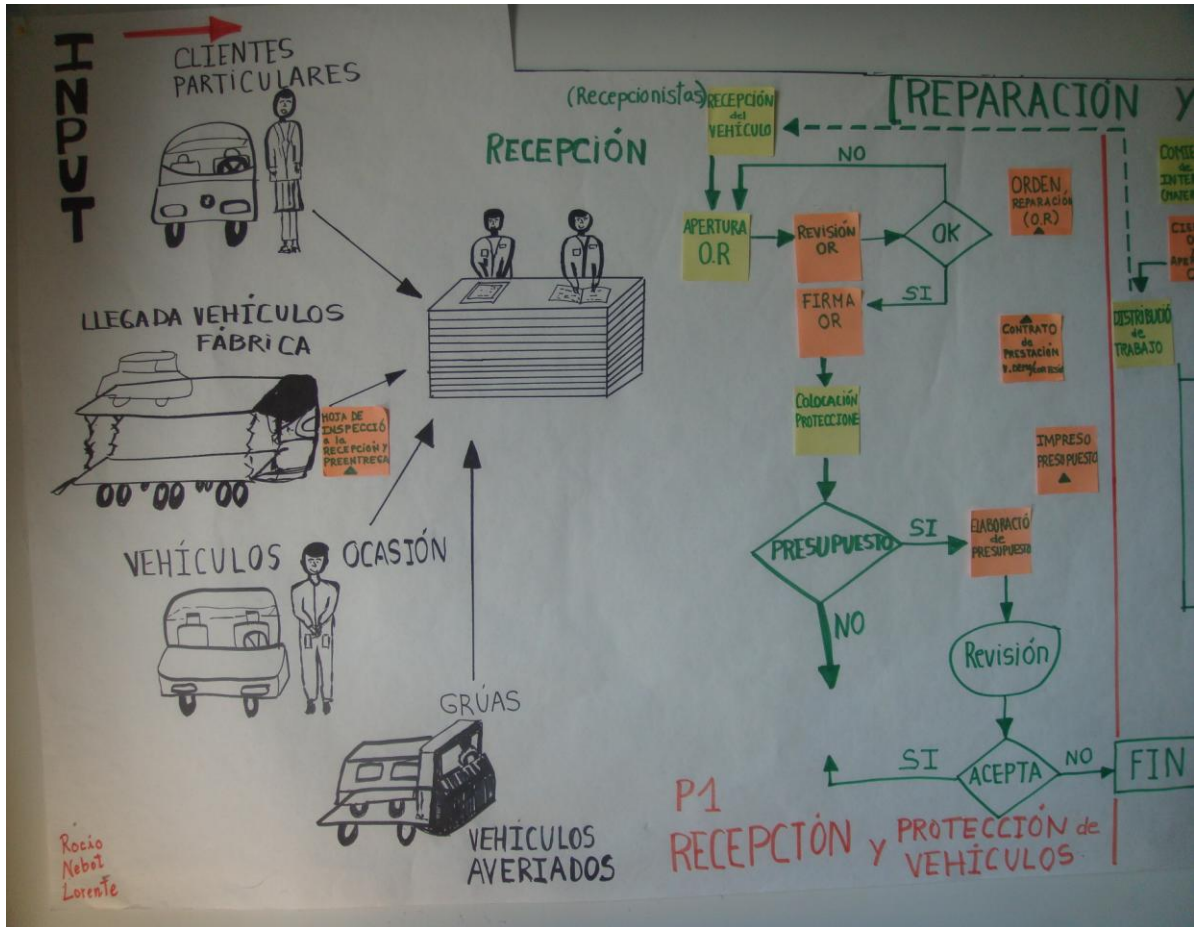 INPUT
CLIENTES
PARTICULARES
LLEGADA VEHÍCULOS
FÁBRICA
HOJA DE
INSPECCIÓ
a la
RECEPCIÓN Y
PREENTREGA
VEHÍCULOS OCASIÓN
GRÚAS
VEHÍCULOS
AVERIADOS
Rocío
Nebot
Lorente
RECEPCIÓN
(Recepcionistas)
RECEPCIÓN
del
VEHÍCULO
[REPARACIÓN Y
NO
APERTURA
O.R
REVISIÓN
OR
OK
SI
FIRMA
OR
COLOCACIÓN
PROTECCIONE
PRESUPUESTO
SI
NO
ELABORACIÓ
de
PRESUPUESTO
Revisión
ACEPTA
SI
NO
FIN
ORDEN
REPARACIÓN
(O.R)
CONTRATO
de
PRESTACIÓN
IMPRESO
PRESUPUESTO
DISTRIBUCIÓ
de
TRABAJO
P1
RECEPCIÓN y PROTECCIÓN de
VEHÍCULOS